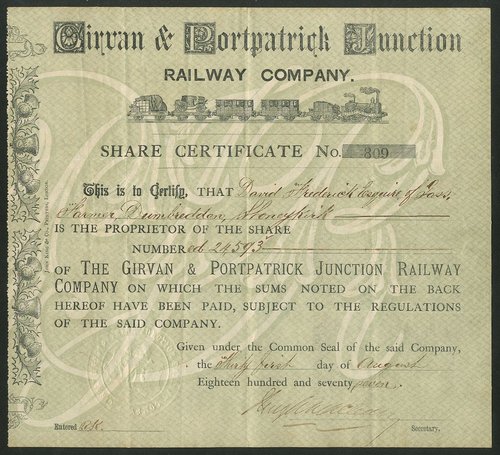 Girvan & Portpatrick Junction
RAILWAY COMPANY.
SHARE CERTIFICATE No. 309
This is to Certify, THAT David Frederick Esquire of Gass,
Farmer, Dumbreddon, Stoneykirk
IS THE PROPRIETOR OF THE SHARE
NUMBERed 24593
OF THE GIRVAN & PORTPATRICK JUNCTION RAILWAY
COMPANY ON WHICH THE SUMS NOTED ON THE BACK
HEREOF HAVE BEEN PAID, SUBJECT TO THE REGULATIONS
OF THE SAID COMPANY.
Given under the Common Seal of the said Company,
the Thirty first day of August
Eighteen hundred and seventy seven.
Entered
Secretary.